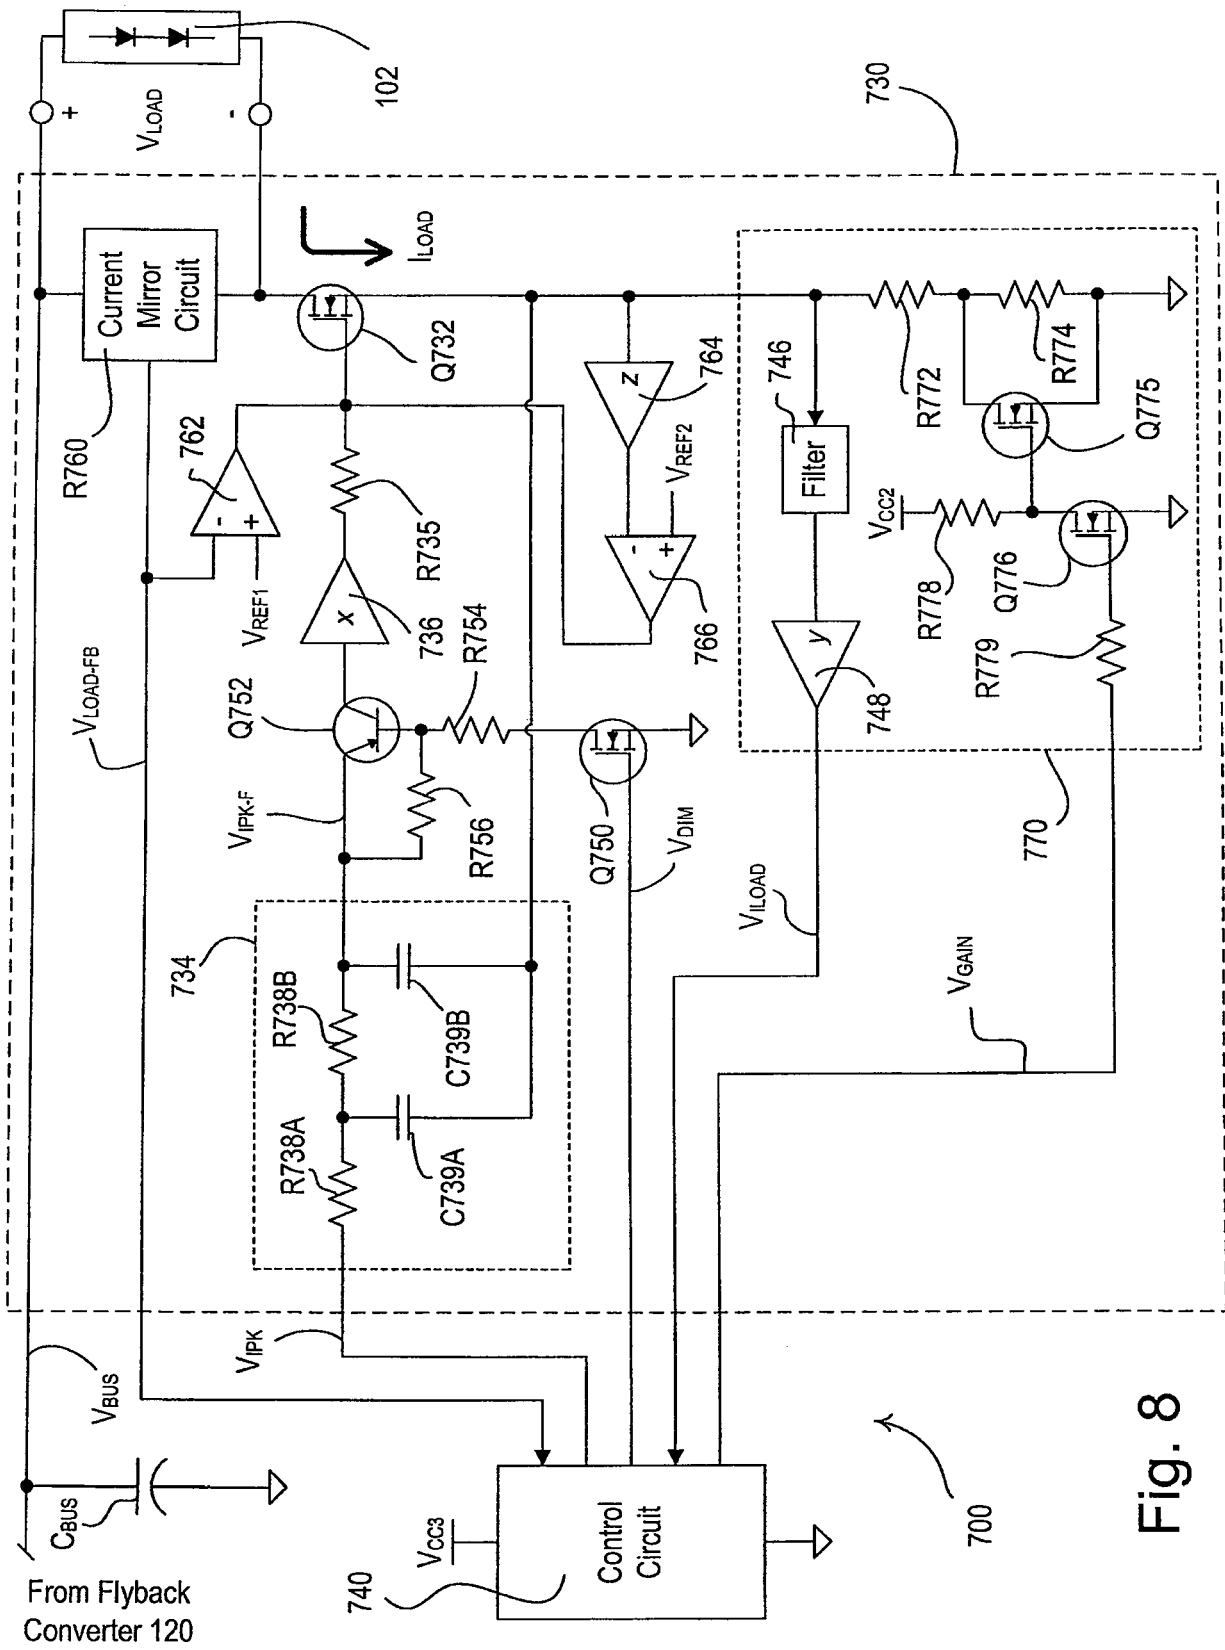 From Flyback
Converter 120
CBUS
VBUS
VLOAD-FB
R760
Current
Mirror
Circuit
+
VLOAD
-
102
730
ILOAD
Q732
762
-
+
VREF1
R735
x
736
Q752
R754
R756
VIPK-F
734
R738B
R738A
C739B
C739A
VIPK
z
764
VREF2
-
+
766
Q750
VDIM
746
Filter
y
748
VILOAD
770
R772
R774
Q775
VCC2
R778
Q776
R779
VGAIN
VCC3
740
Control
Circuit
700
Fig. 8